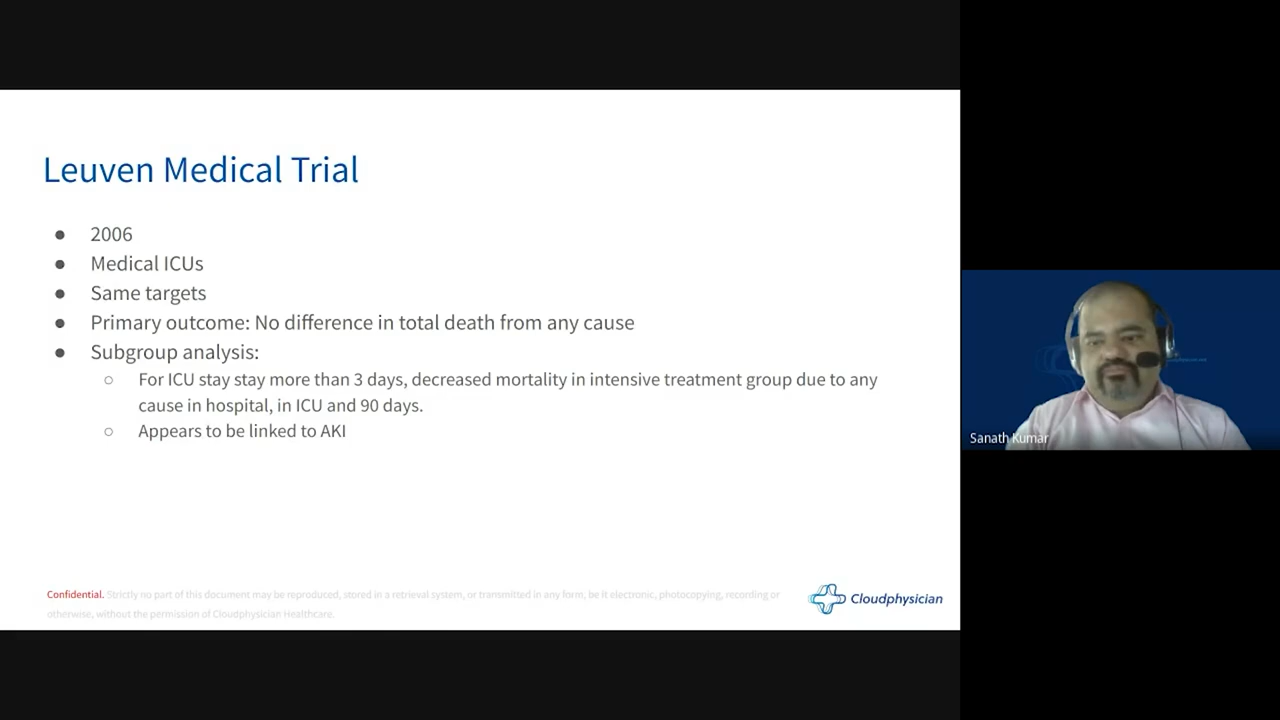 Leuven Medical Trial
● 2006
● Medical ICUs
● Same targets
● Primary outcome: No difference in total death from any cause
● Subgroup analysis:
○ For ICU stay stay more than 3 days, decreased mortality in intensive treatment group due to any
cause in hospital, in ICU and 90 days.
○ Appears to be linked to AKI
Confidential. Strictly no part of this document may be reproduced, stored in a retrieval system, or transmitted in any form, be it electronic, photocopying, recording or
otherwise, without the permission of Cloudphysician Healthcare.
Cloudphysician
Sanath Kumar